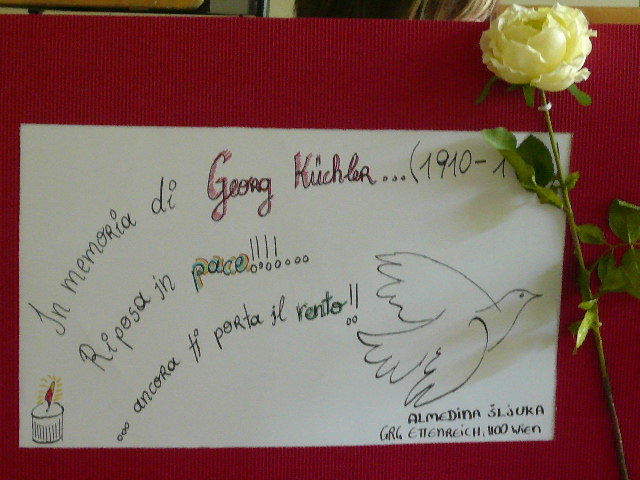 In memoria di Georg Küchler...(1910-1
Riposa in pace!!!!.......
... ancora ti porta il vento!!..
ALMEDINA ŠLJUKA
GRG ETTENREICH, 1100 Wien